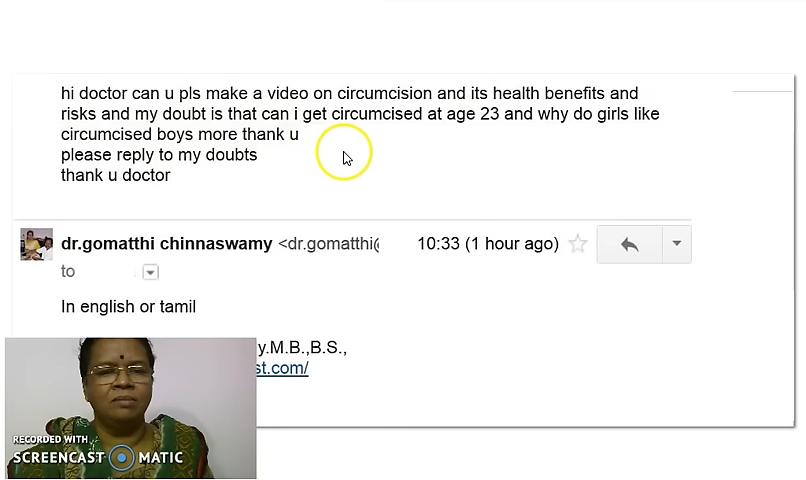 hi doctor can u pls make a video on circumcision and its health benefits and
risks and my doubt is that can i get circumcised at age 23 and why do girls like
circumcised boys more thank u
please reply to my doubts
thank u doctor
dr.gomatthi chinnaswamy <dr.gomatthi@ 10:33 (1 hour ago)
to
In english or tamil
y.M.B.,B.S.,
st.com/
RECORDED WITH
SCREENCAST MATIC